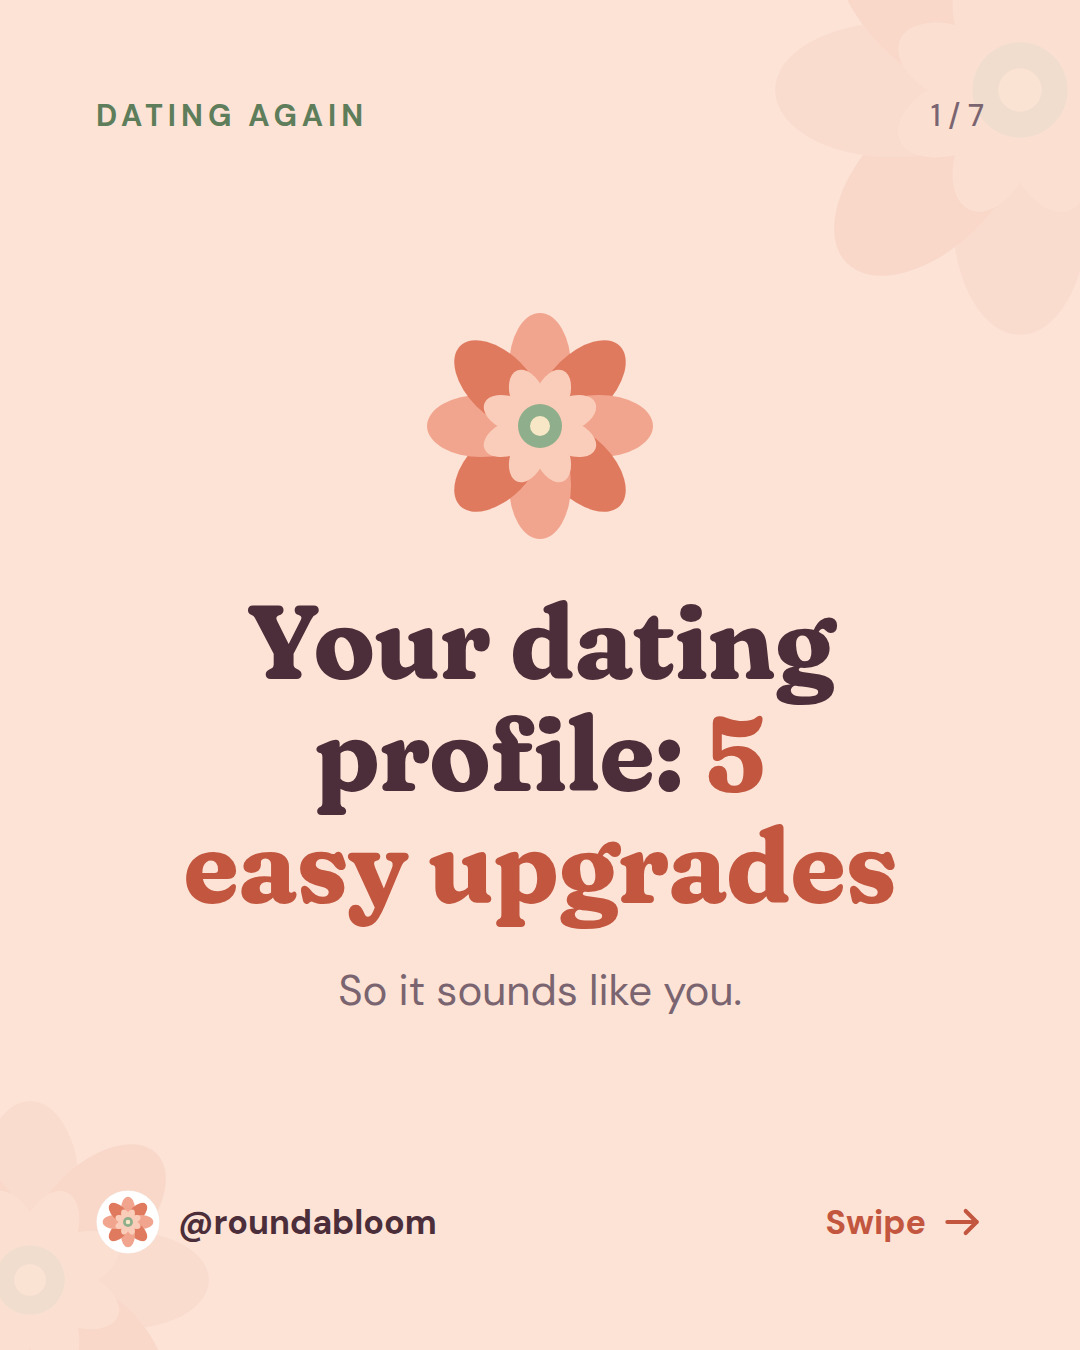 DATING AGAIN
1 / 7
Your dating
profile: 5
easy upgrades
So it sounds like you.
@roundabloom
Swipe →